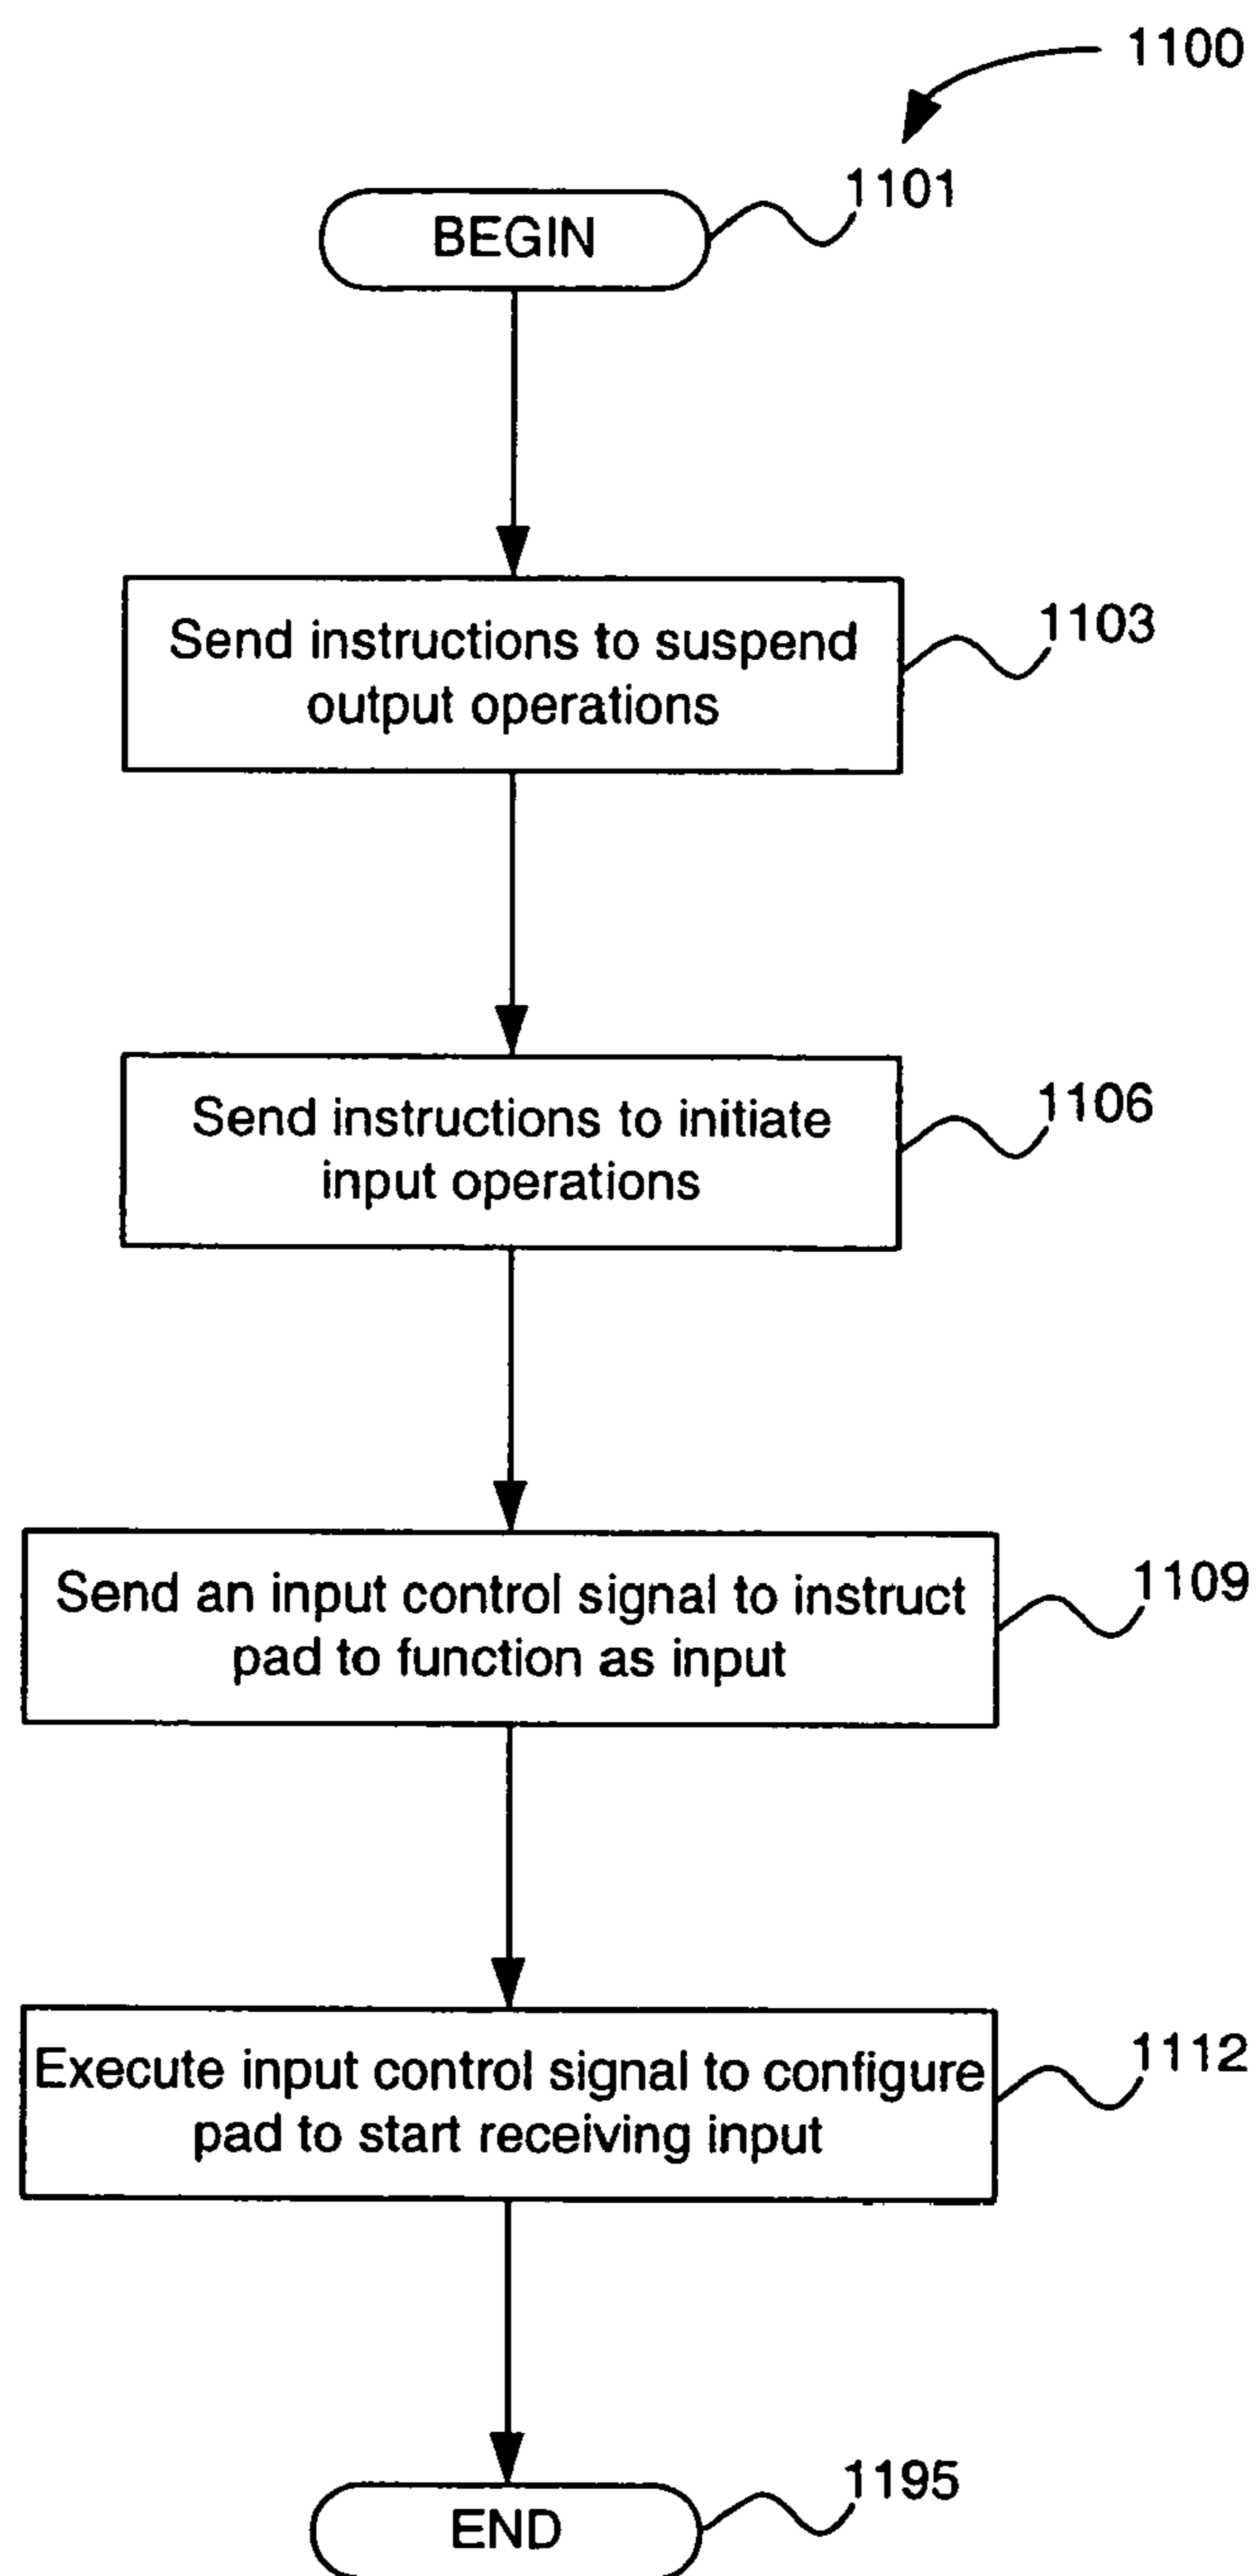 1100
1101
BEGIN
1103
Send instructions to suspend
output operations
1106
Send instructions to initiate
input operations
1109
Send an input control signal to instruct
pad to function as input
1112
Execute input control signal to configure
pad to start receiving input
1195
END